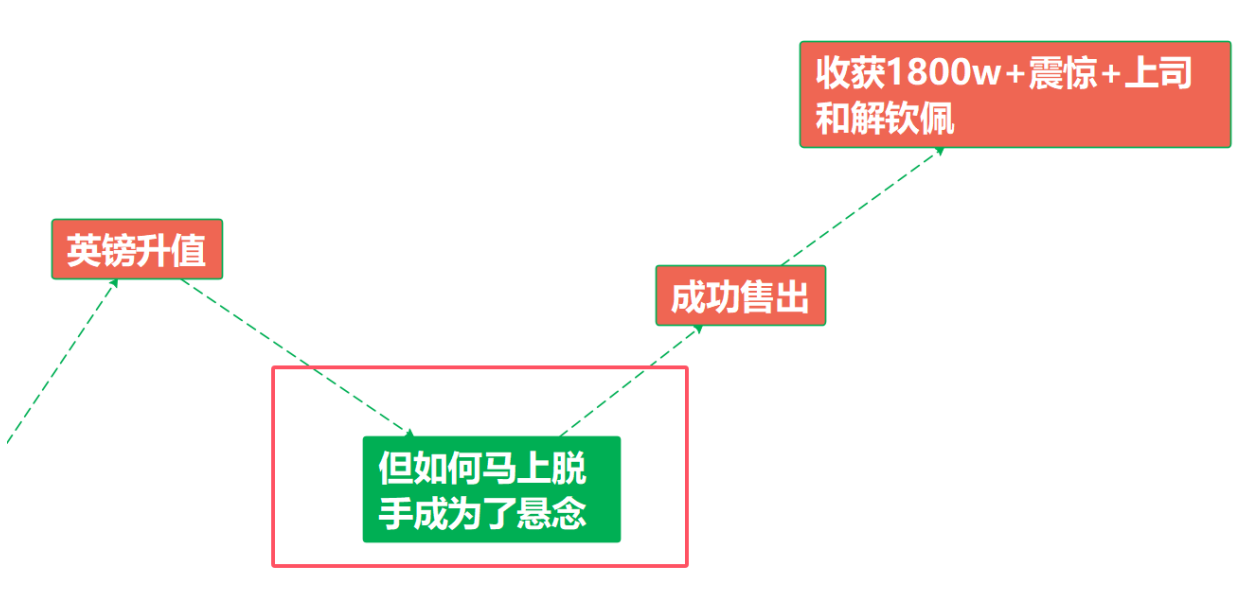 收获1800w+震惊+上司
和解钦佩
英镑升值
成功售出
但如何马上脱
手成为了悬念